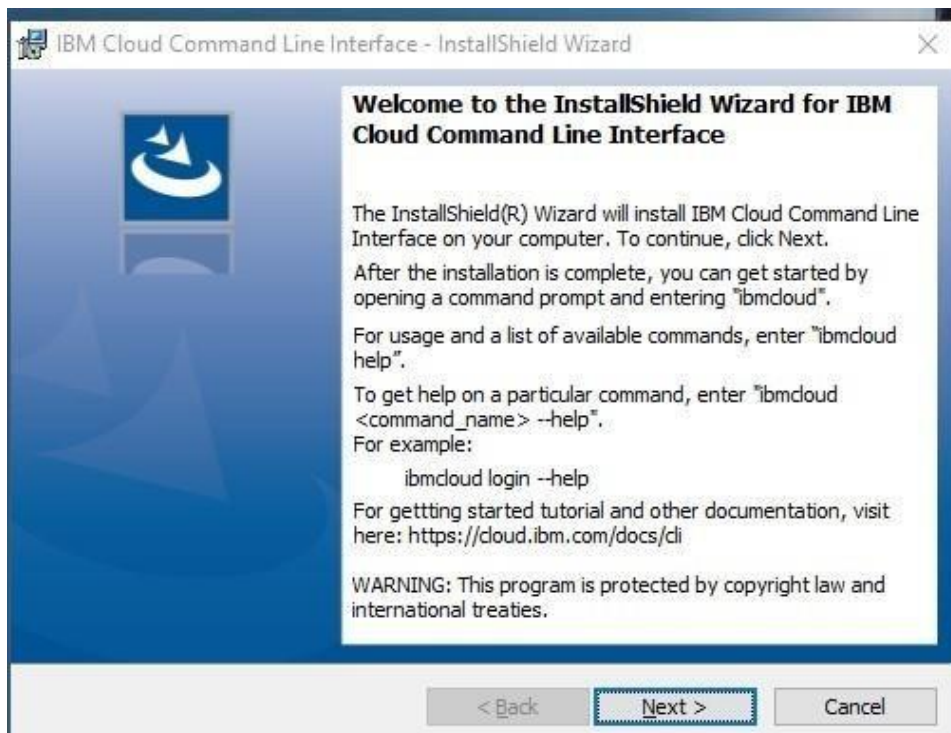 IBM Cloud Command Line Interface - InstallShield Wizard
Welcome to the InstallShield Wizard for IBM
Cloud Command Line Interface
The InstallShield(R) Wizard will install IBM Cloud Command Line
Interface on your computer. To continue, click Next.
After the installation is complete, you can get started by
opening a command prompt and entering "ibmcloud".
For usage and a list of available commands, enter "ibmcloud
help".
To get help on a particular command, enter "ibmcloud
<command_name> --help".
For example:
ibmcloud login --help
For gettting started tutorial and other documentation, visit
here: https://cloud.ibm.com/docs/cli
WARNING: This program is protected by copyright law and
international treaties.
< Back Next > Cancel